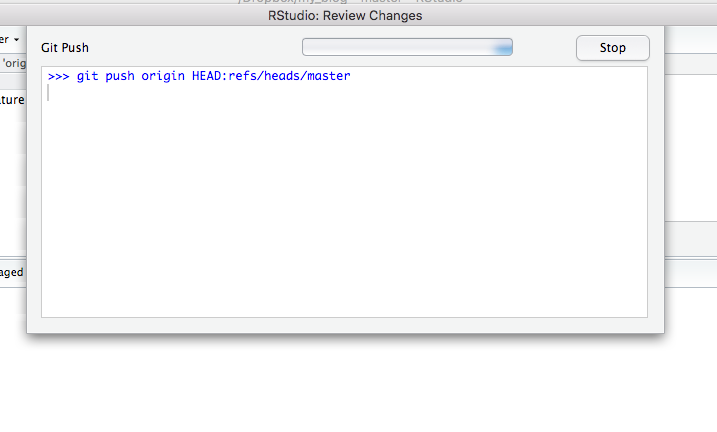 RStudio: Review Changes
Git Push
Stop
>>> git push origin HEAD:refs/heads/master